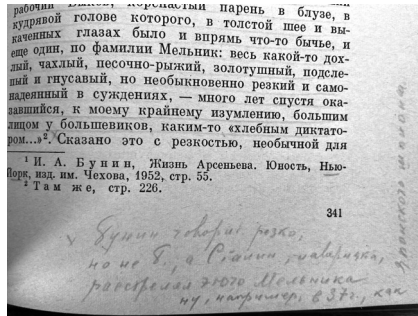 рабочий Быков, коренастый парень в блузе, в
кудрявой голове которого, в толстой шее и вы-
каченных глазах было и впрямь что-то бычье, и
еще один, по фамилии Мельник: весь какой-то дох-
лый, чахлый, песочно-рыжий, золотушный, подсле-
пый и гнусавый, но необыкновенно резкий и само-
надеянный в суждениях, — много лет спустя ока-
завшийся, к моему крайнему изумлению, большим
лицом у большевиков, каким-то «хлебным диктато-
ром...»². Сказано это с резкостью, необычной для
¹ И. А. Бунин, Жизнь Арсеньева. Юность, Нью-
Йорк, изд. им. Чехова, 1952, стр. 55.
² Там же, стр. 226.
341
Бунин говорит резко,
но не Б., а Сталин,
расстрелял этого Мельника
ну, например, в 37 г., как